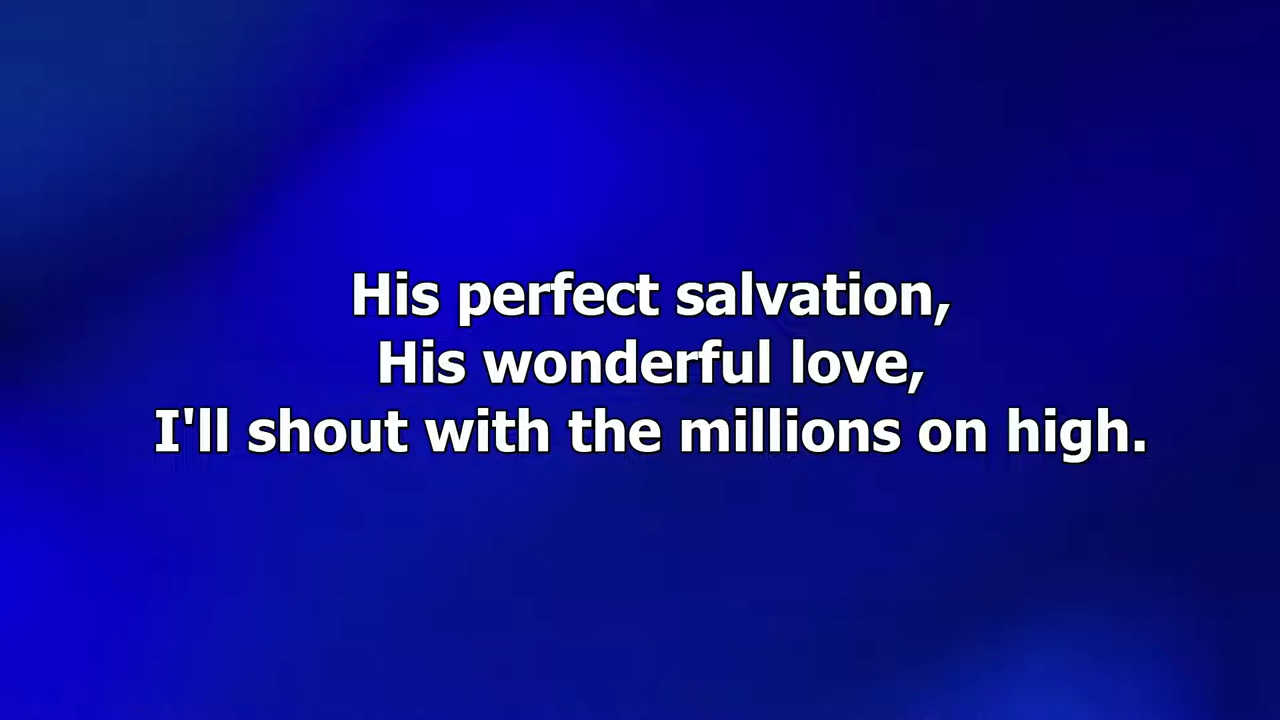 His perfect salvation,
His wonderful love,
I'll shout with the millions on high.